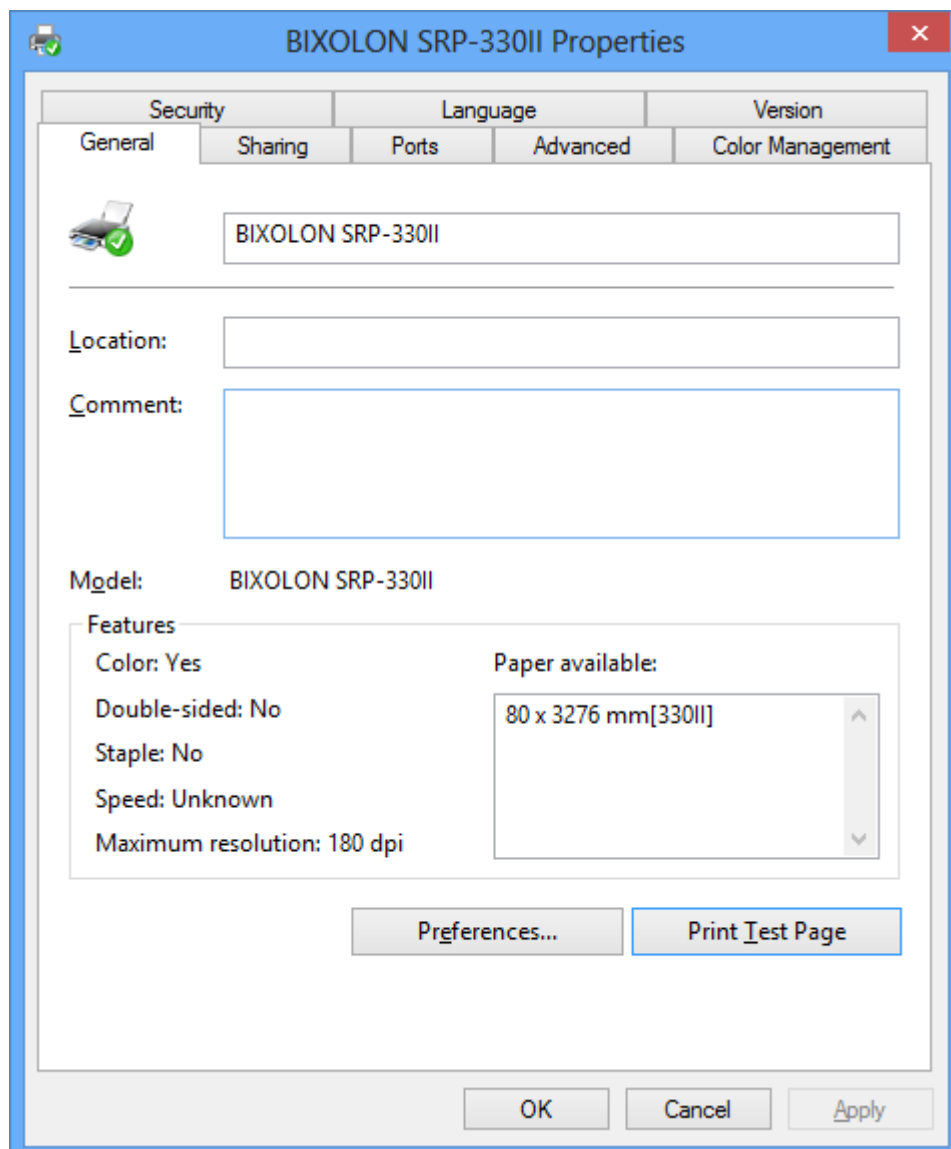 BIXOLON SRP-330II Properties
Security Language Version
General Sharing Ports Advanced Color Management
BIXOLON SRP-330II
Location:
Comment:
Model: BIXOLON SRP-330II
Features
Color: Yes Paper available:
Double-sided: No 80 x 3276 mm[330II]
Staple: No
Speed: Unknown
Maximum resolution: 180 dpi
Preferences... Print Test Page
OK Cancel Apply